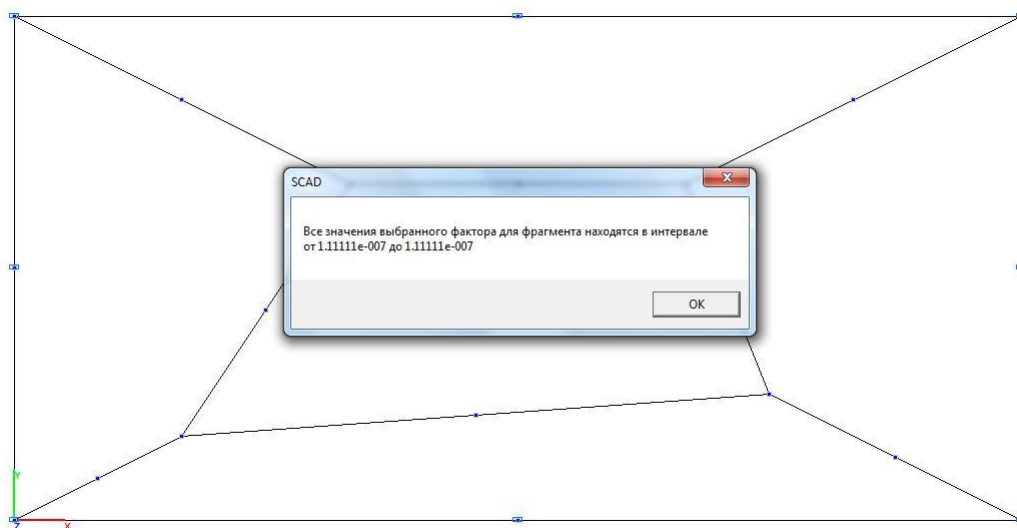 SCAD
Все значения выбранного фактора для фрагмента находятся в интервале
от 1.11111e-007 до 1.11111e-007
OK
Y
Z
X